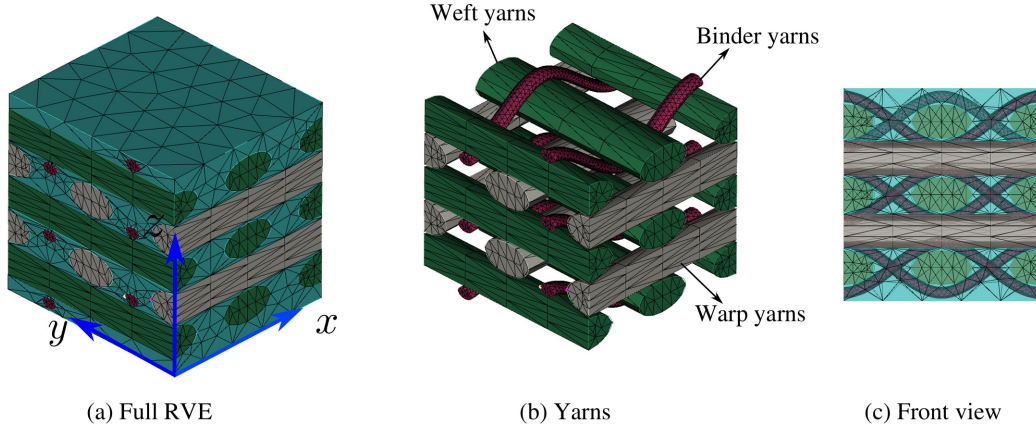 Weft yarns
Binder yarns
z
y
x
Warp yarns
(a) Full RVE
(b) Yarns
(c) Front view